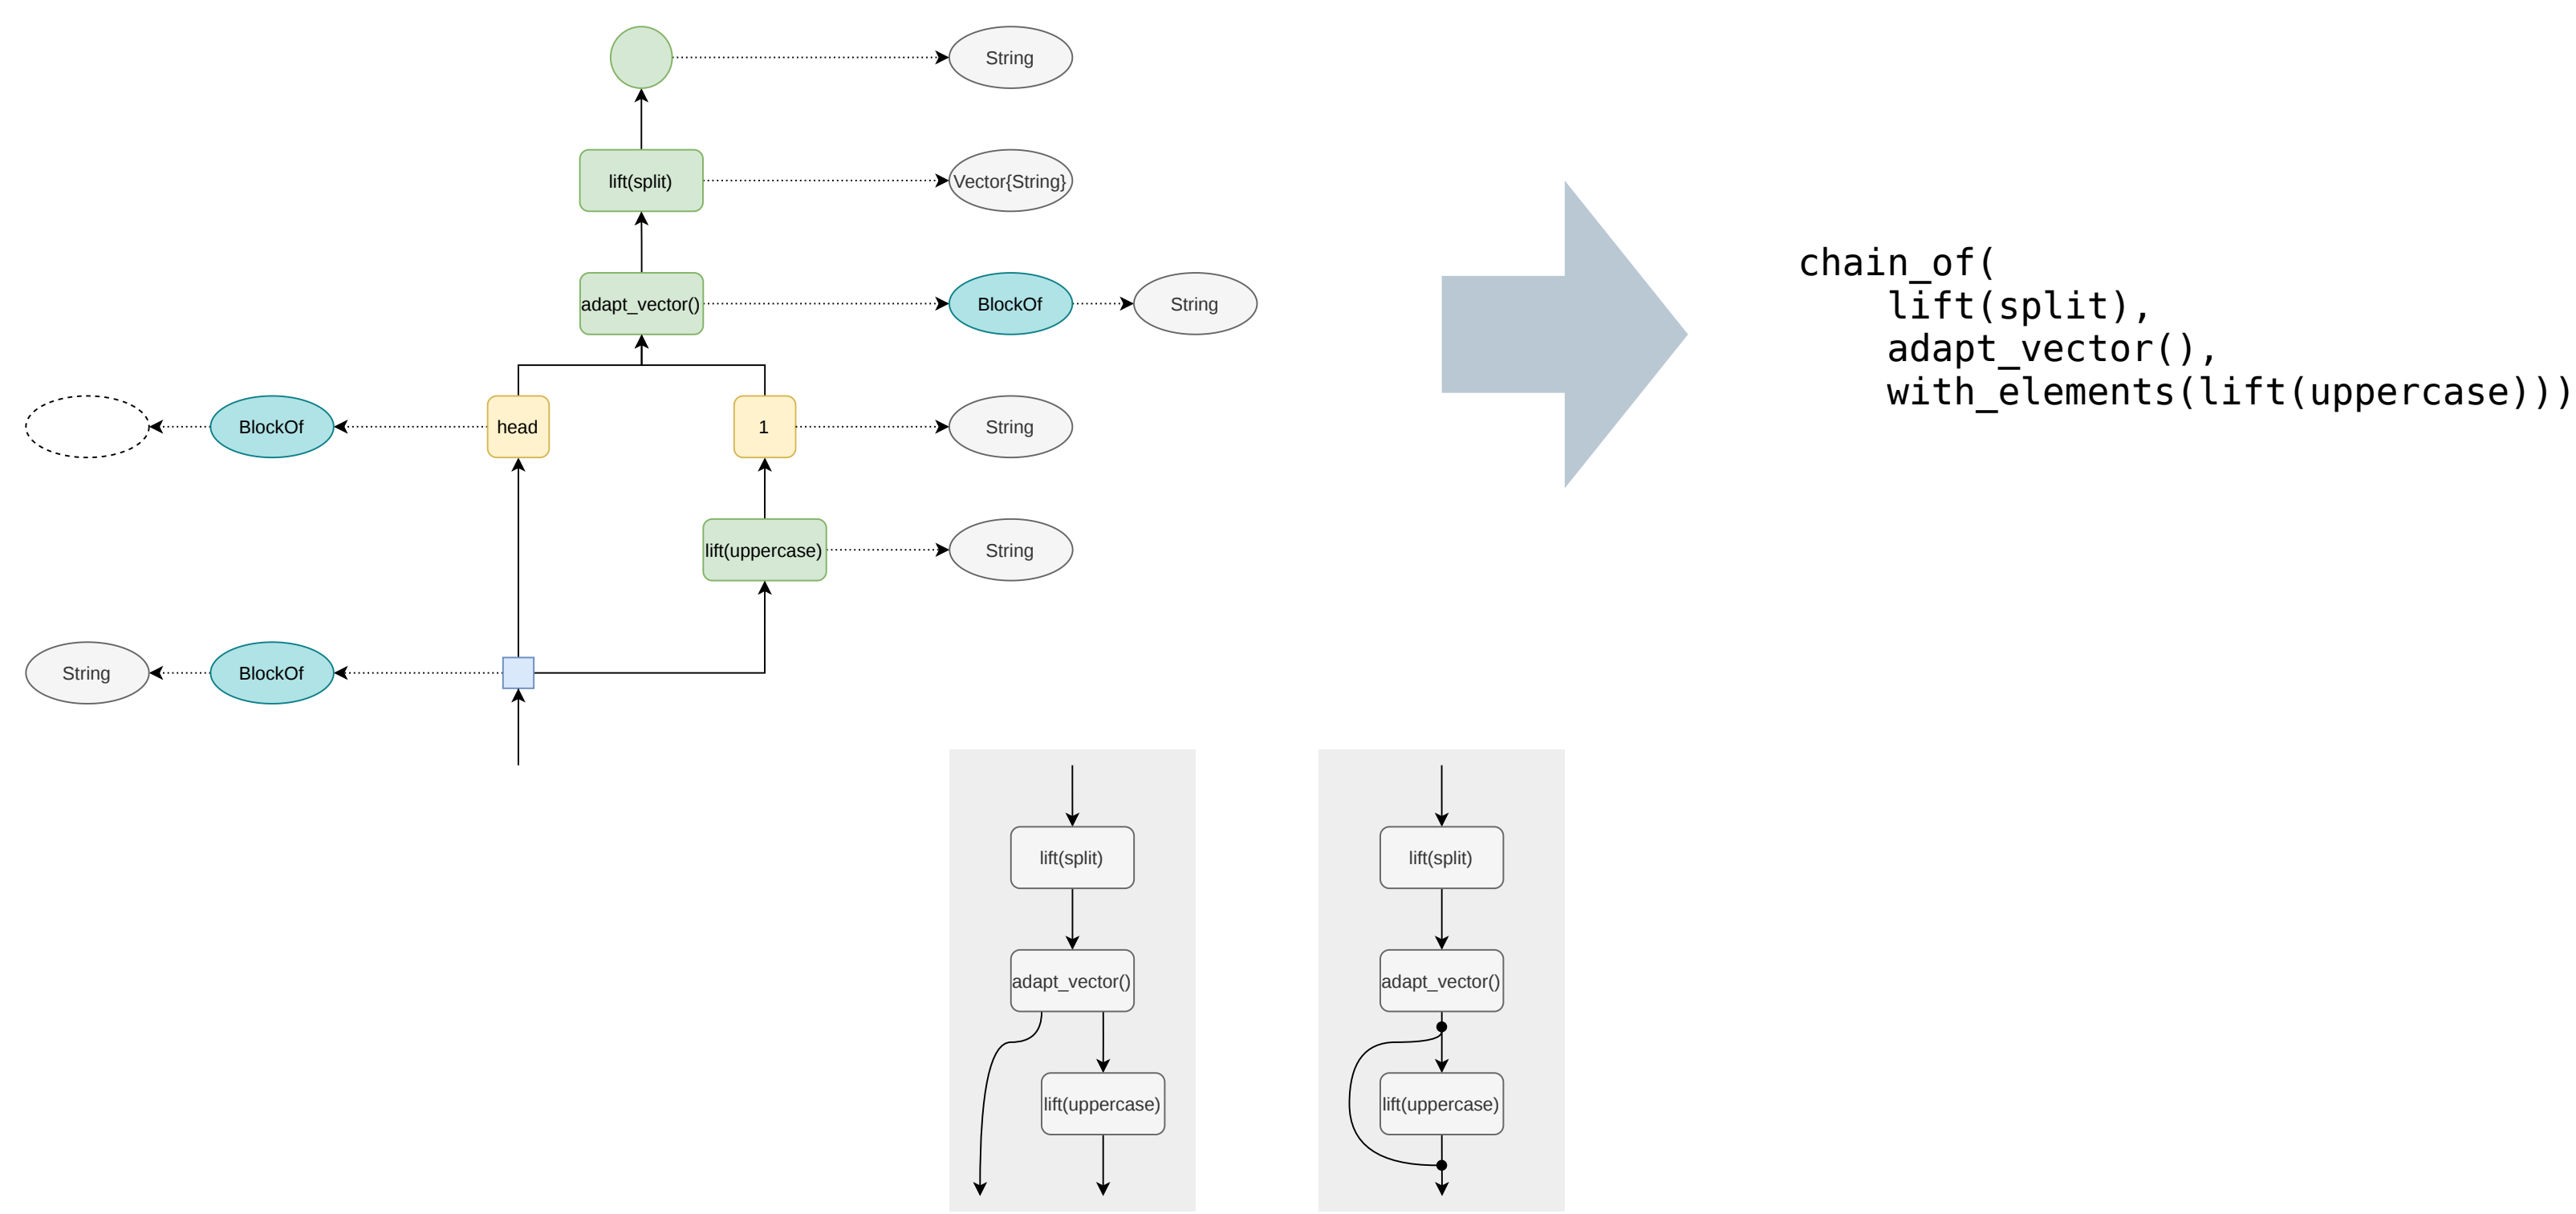 String
lift(split)
Vector{String}
adapt_vector()
BlockOf
String
BlockOf
head
1
String
lift(uppercase)
String
String
BlockOf
chain_of(
    lift(split),
    adapt_vector(),
    with_elements(lift(uppercase)))
lift(split)
adapt_vector()
lift(uppercase)
lift(split)
adapt_vector()
lift(uppercase)